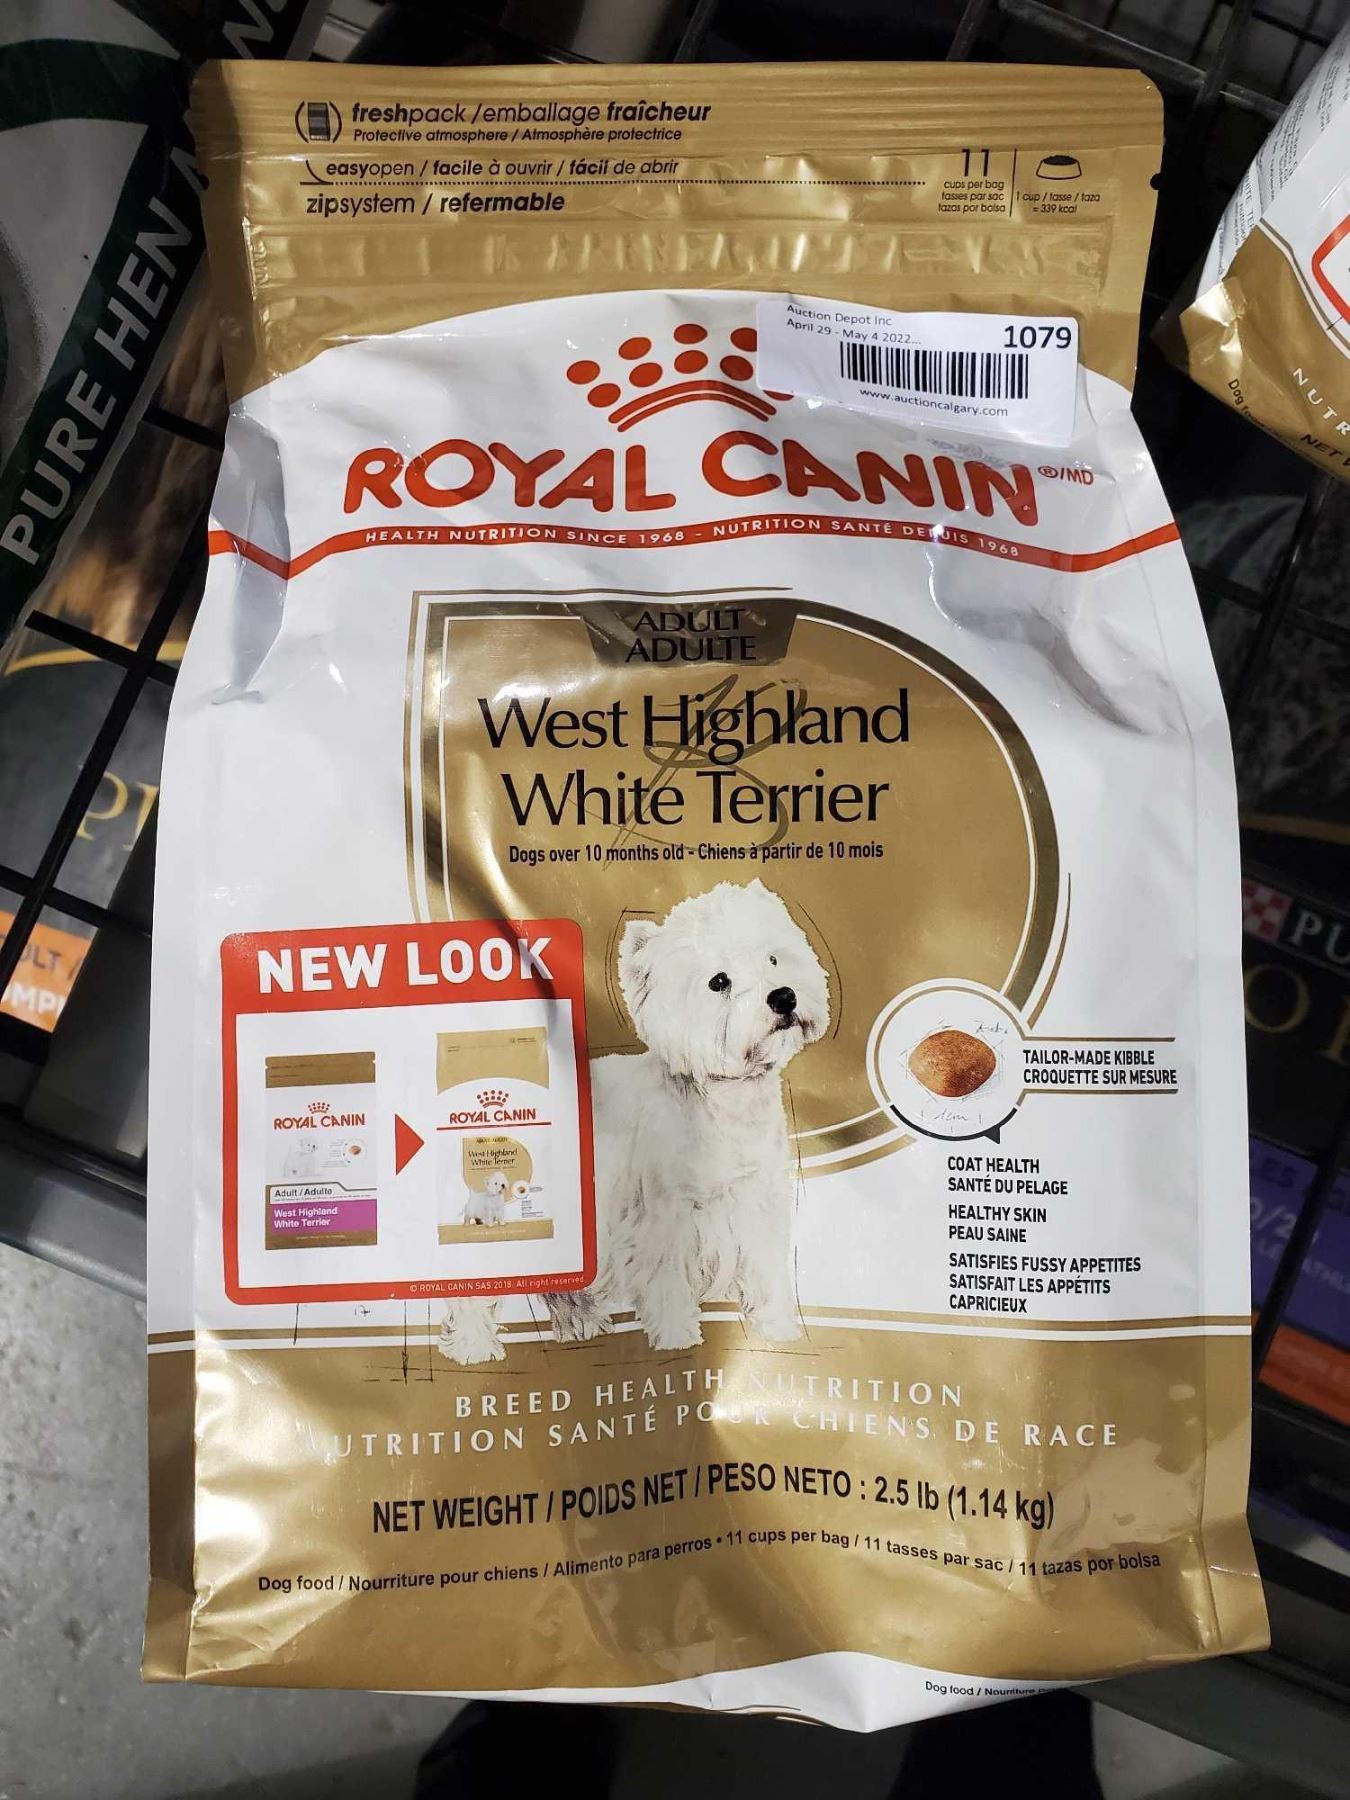 freshpack / emballage fraîcheur
Protective atmosphere / Atmosphère protectrice
easyopen / facile à ouvrir / fácil de abrir
zipsystem / refermable
11
cups per bag
tasses par sac
tazas por bolsa
1 cup / tasse / taza
= 339 kcal
Auction Depot Inc
April 29 - May 4 2022...
1079
www.auctioncalgary.com
ROYAL CANIN ®/MD
HEALTH NUTRITION SINCE 1968 - NUTRITION SANTÉ DEPUIS 1968
ADULT
ADULTE
West Highland
White Terrier
Dogs over 10 months old - Chiens à partir de 10 mois
NEW LOOK
ROYAL CANIN
Adult / Adulte
West Highland
White Terrier
ROYAL CANIN
West Highland
White Terrier
© ROYAL CANIN SAS 2018. All right reserved.
TAILOR-MADE KIBBLE
CROQUETTE SUR MESURE
1cm
COAT HEALTH
SANTÉ DU PELAGE
HEALTHY SKIN
PEAU SAINE
SATISFIES FUSSY APPETITES
SATISFAIT LES APPÉTITS
CAPRICIEUX
BREED HEALTH NUTRITION
NUTRITION SANTÉ POUR CHIENS DE RACE
NET WEIGHT / POIDS NET / PESO NETO : 2.5 lb (1.14 kg)
Dog food / Nourriture pour chiens / Alimento para perros • 11 cups per bag / 11 tasses par sac / 11 tazas por bolsa
Dog food / Nourriture
PURE HEN
NUTR
Dog
NET
PU